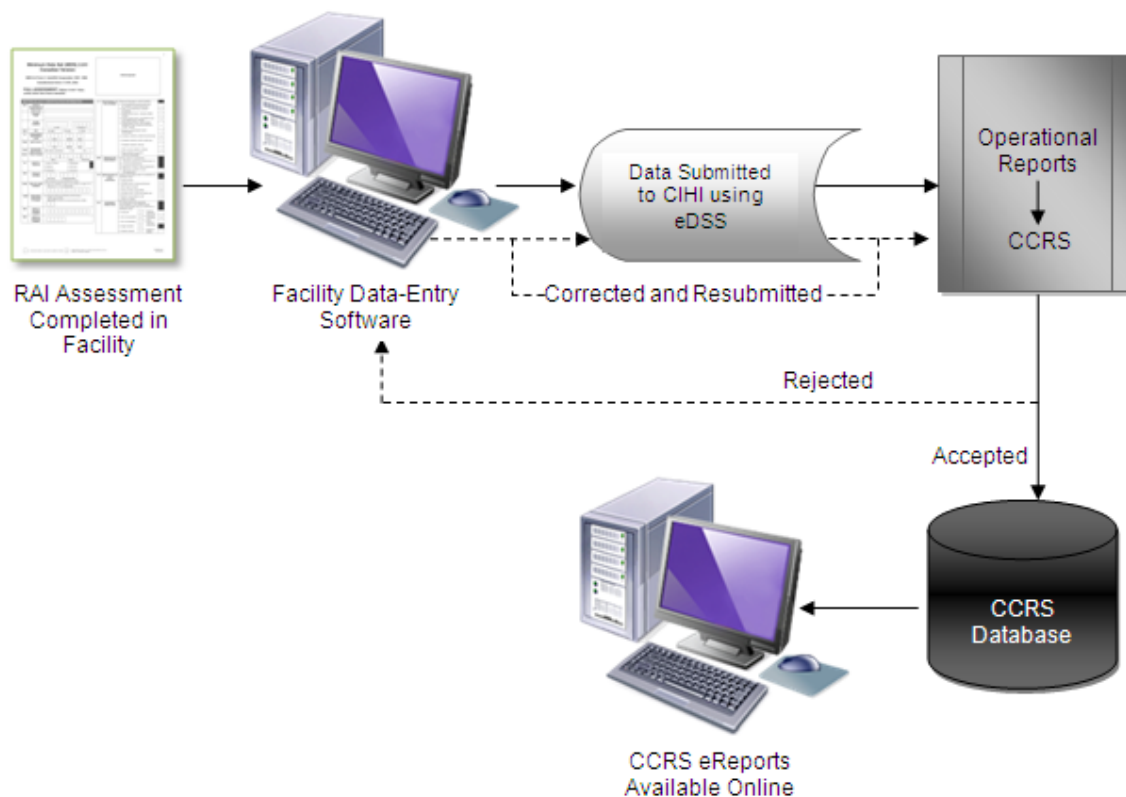 RAI Assessment
Completed in
Facility
Facility Data-Entry
Software
Data Submitted
to CIHI using
eDSS
Corrected and Resubmitted
Operational
Reports
CCRS
Rejected
Accepted
CCRS
Database
CCRS eReports
Available Online